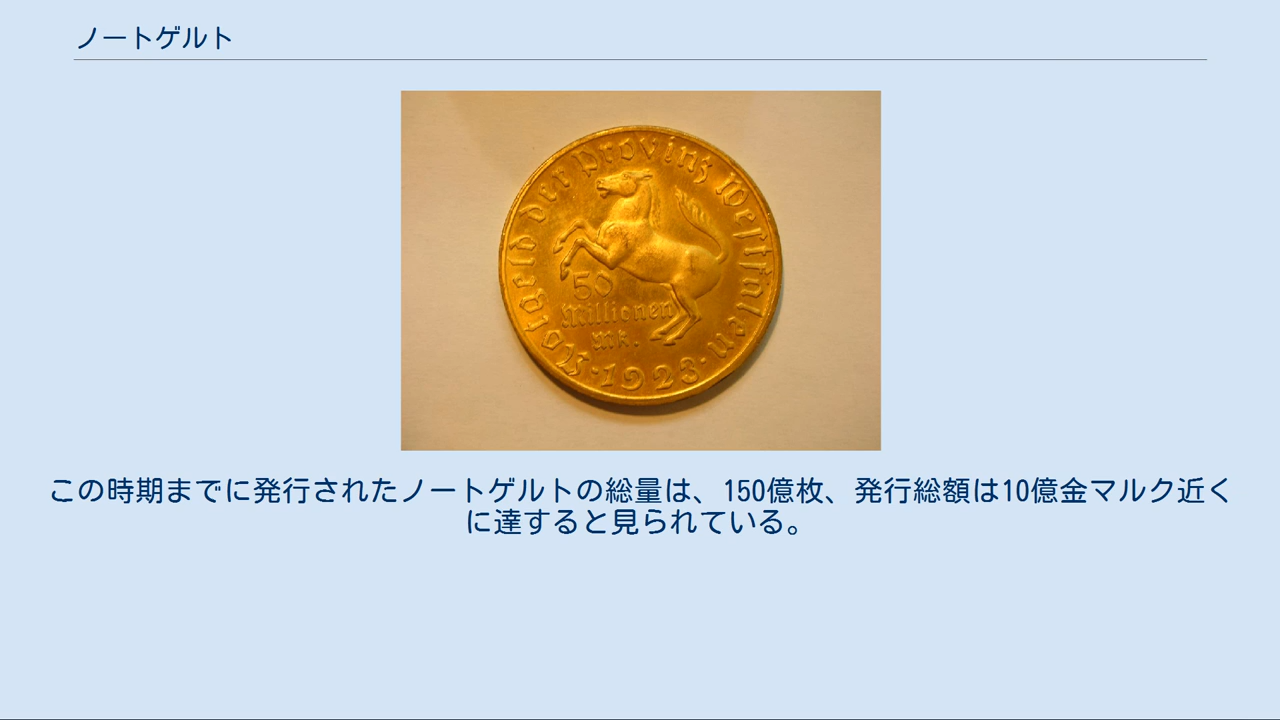 ノートゲルト
Notgeld der Provinz Westfalen
50
Millionen
Mk.
·1923·
この時期までに発行されたノートゲルトの総量は、150億枚、発行総額は10億金マルク近く
に達すると見られている。